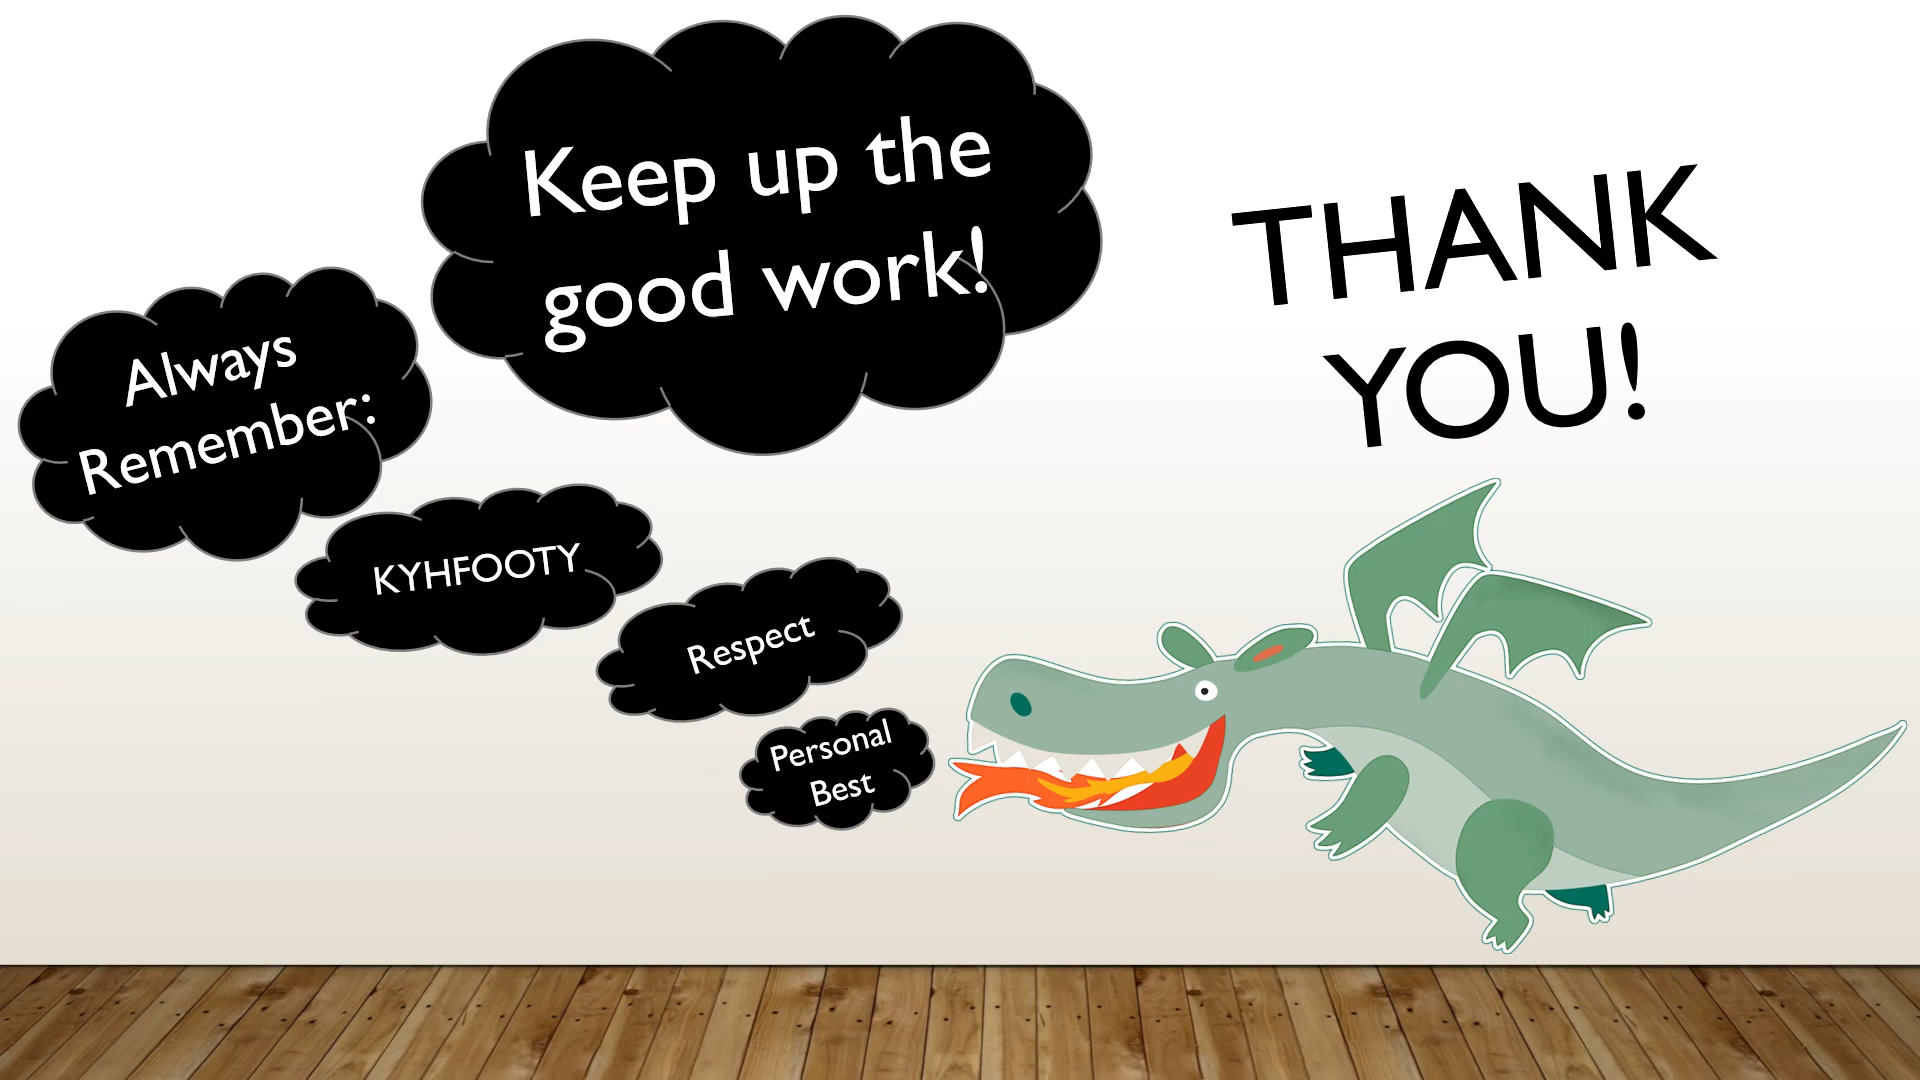 Keep up the
good work!
THANK
YOU!
Always
Remember:
KYHFOOTY
Respect
Personal
Best